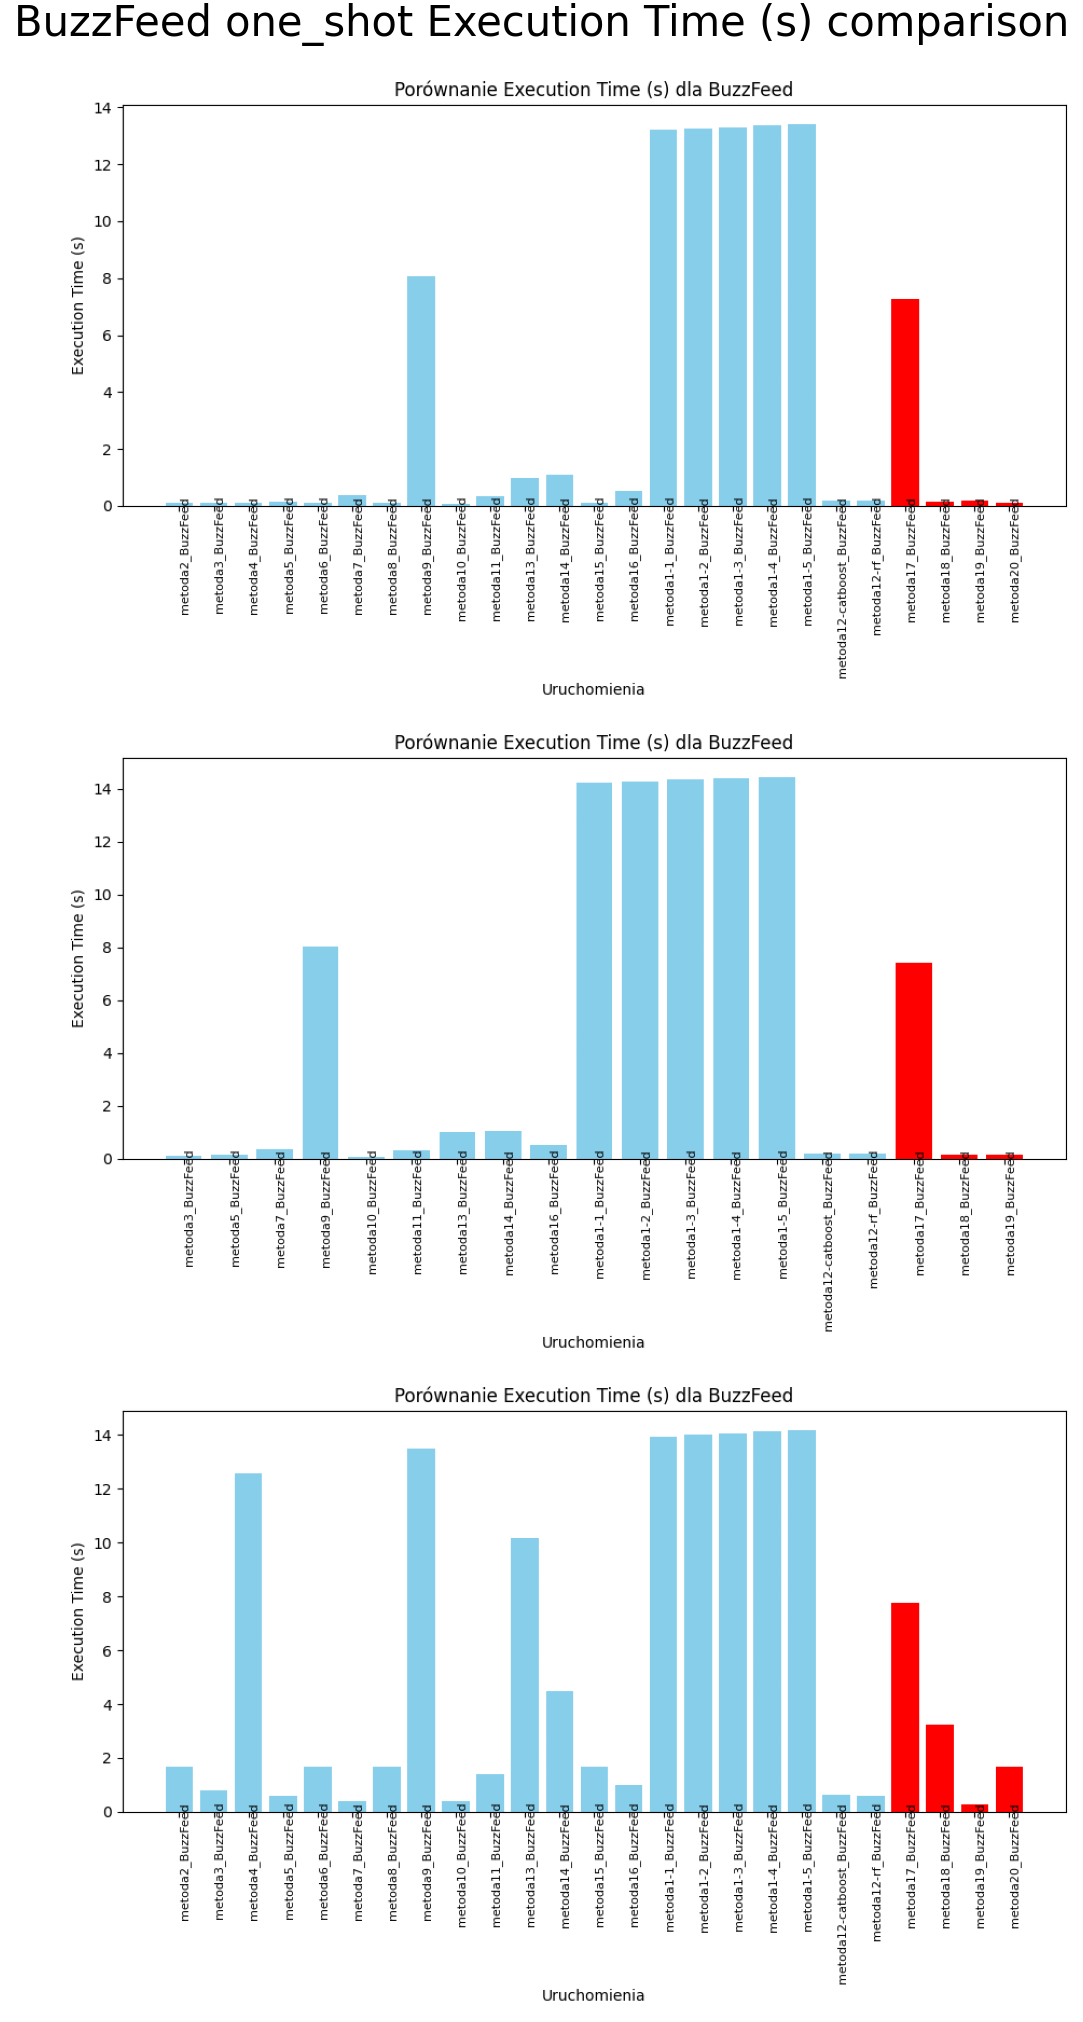 BuzzFeed one_shot Execution Time (s) comparison
Porównanie Execution Time (s) dla BuzzFeed
Execution Time (s)
14
12
10
8
6
4
2
0
metoda2_BuzzFeed
metoda3_BuzzFeed
metoda4_BuzzFeed
metoda5_BuzzFeed
metoda6_BuzzFeed
metoda7_BuzzFeed
metoda8_BuzzFeed
metoda9_BuzzFeed
metoda10_BuzzFeed
metoda11_BuzzFeed
metoda13_BuzzFeed
metoda14_BuzzFeed
metoda15_BuzzFeed
metoda16_BuzzFeed
metoda1-1_BuzzFeed
metoda1-2_BuzzFeed
metoda1-3_BuzzFeed
metoda1-4_BuzzFeed
metoda1-5_BuzzFeed
metoda12-catboost_BuzzFeed
metoda12-rf_BuzzFeed
metoda17_BuzzFeed
metoda18_BuzzFeed
metoda19_BuzzFeed
metoda20_BuzzFeed
Uruchomienia
Porównanie Execution Time (s) dla BuzzFeed
Execution Time (s)
14
12
10
8
6
4
2
0
metoda3_BuzzFeed
metoda5_BuzzFeed
metoda7_BuzzFeed
metoda9_BuzzFeed
metoda10_BuzzFeed
metoda11_BuzzFeed
metoda13_BuzzFeed
metoda14_BuzzFeed
metoda16_BuzzFeed
metoda1-1_BuzzFeed
metoda1-2_BuzzFeed
metoda1-3_BuzzFeed
metoda1-4_BuzzFeed
metoda1-5_BuzzFeed
metoda12-catboost_BuzzFeed
metoda12-rf_BuzzFeed
metoda17_BuzzFeed
metoda18_BuzzFeed
metoda19_BuzzFeed
Uruchomienia
Porównanie Execution Time (s) dla BuzzFeed
Execution Time (s)
14
12
10
8
6
4
2
0
metoda2_BuzzFeed
metoda3_BuzzFeed
metoda4_BuzzFeed
metoda5_BuzzFeed
metoda6_BuzzFeed
metoda7_BuzzFeed
metoda8_BuzzFeed
metoda9_BuzzFeed
metoda10_BuzzFeed
metoda11_BuzzFeed
metoda13_BuzzFeed
metoda14_BuzzFeed
metoda15_BuzzFeed
metoda16_BuzzFeed
metoda1-1_BuzzFeed
metoda1-2_BuzzFeed
metoda1-3_BuzzFeed
metoda1-4_BuzzFeed
metoda1-5_BuzzFeed
metoda12-catboost_BuzzFeed
metoda12-rf_BuzzFeed
metoda17_BuzzFeed
metoda18_BuzzFeed
metoda19_BuzzFeed
metoda20_BuzzFeed
Uruchomienia